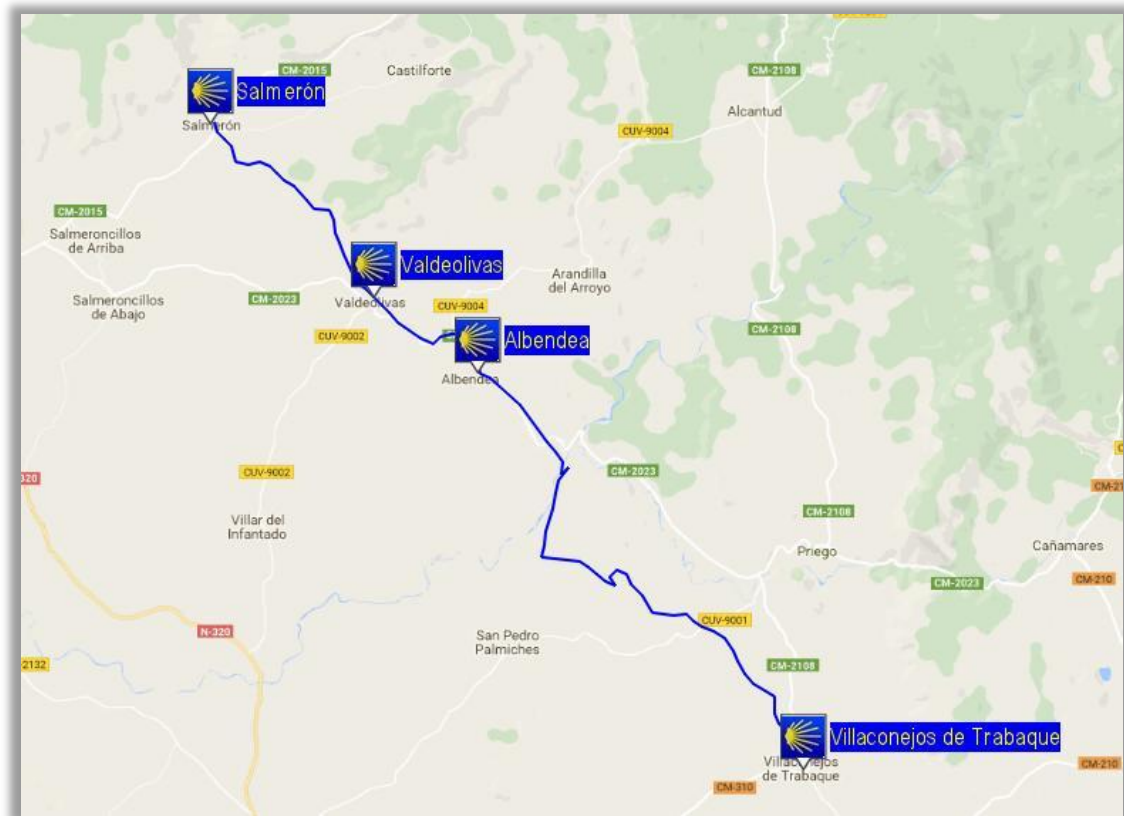 CM-2015
Castilforte
CM-2108
Salmerón
Salmerón
Alcantud
CUV-9004
CM-2015
Salmeroncillos
de Arriba
Valdeolivas
Arandilla
del Arroyo
Salmeroncillos
de Abajo
CM-2023
Valdeolivas
CUV-9004
CUV-9002
CM-2108
Albendea
Albendea
CUV-9002
CM-2023
CM-2108
Villar del
Infantado
Priego
Cañamares
CM-2023
CM-210
CUV-9001
N-320
San Pedro
Palmiches
2132
CM-2108
Villaconejos de Trabaque
de Trabaque
CM-310
CM-210